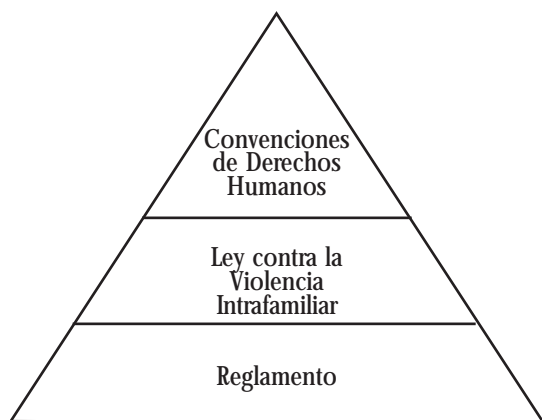 Convenciones
de Derechos
Humanos
Ley contra la
Violencia
Intrafamiliar
Reglamento